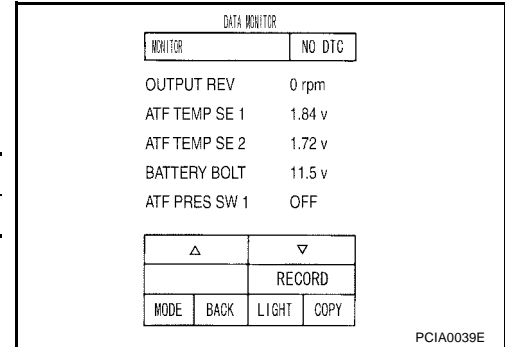 DATA MONITOR
MONITOR NO DTC
OUTPUT REV 0 rpm
ATF TEMP SE 1 1.84 v
ATF TEMP SE 2 1.72 v
BATTERY BOLT 11.5 v
ATF PRES SW 1 OFF
△ ▽
RECORD
MODE BACK LIGHT COPY
PCIA0039E